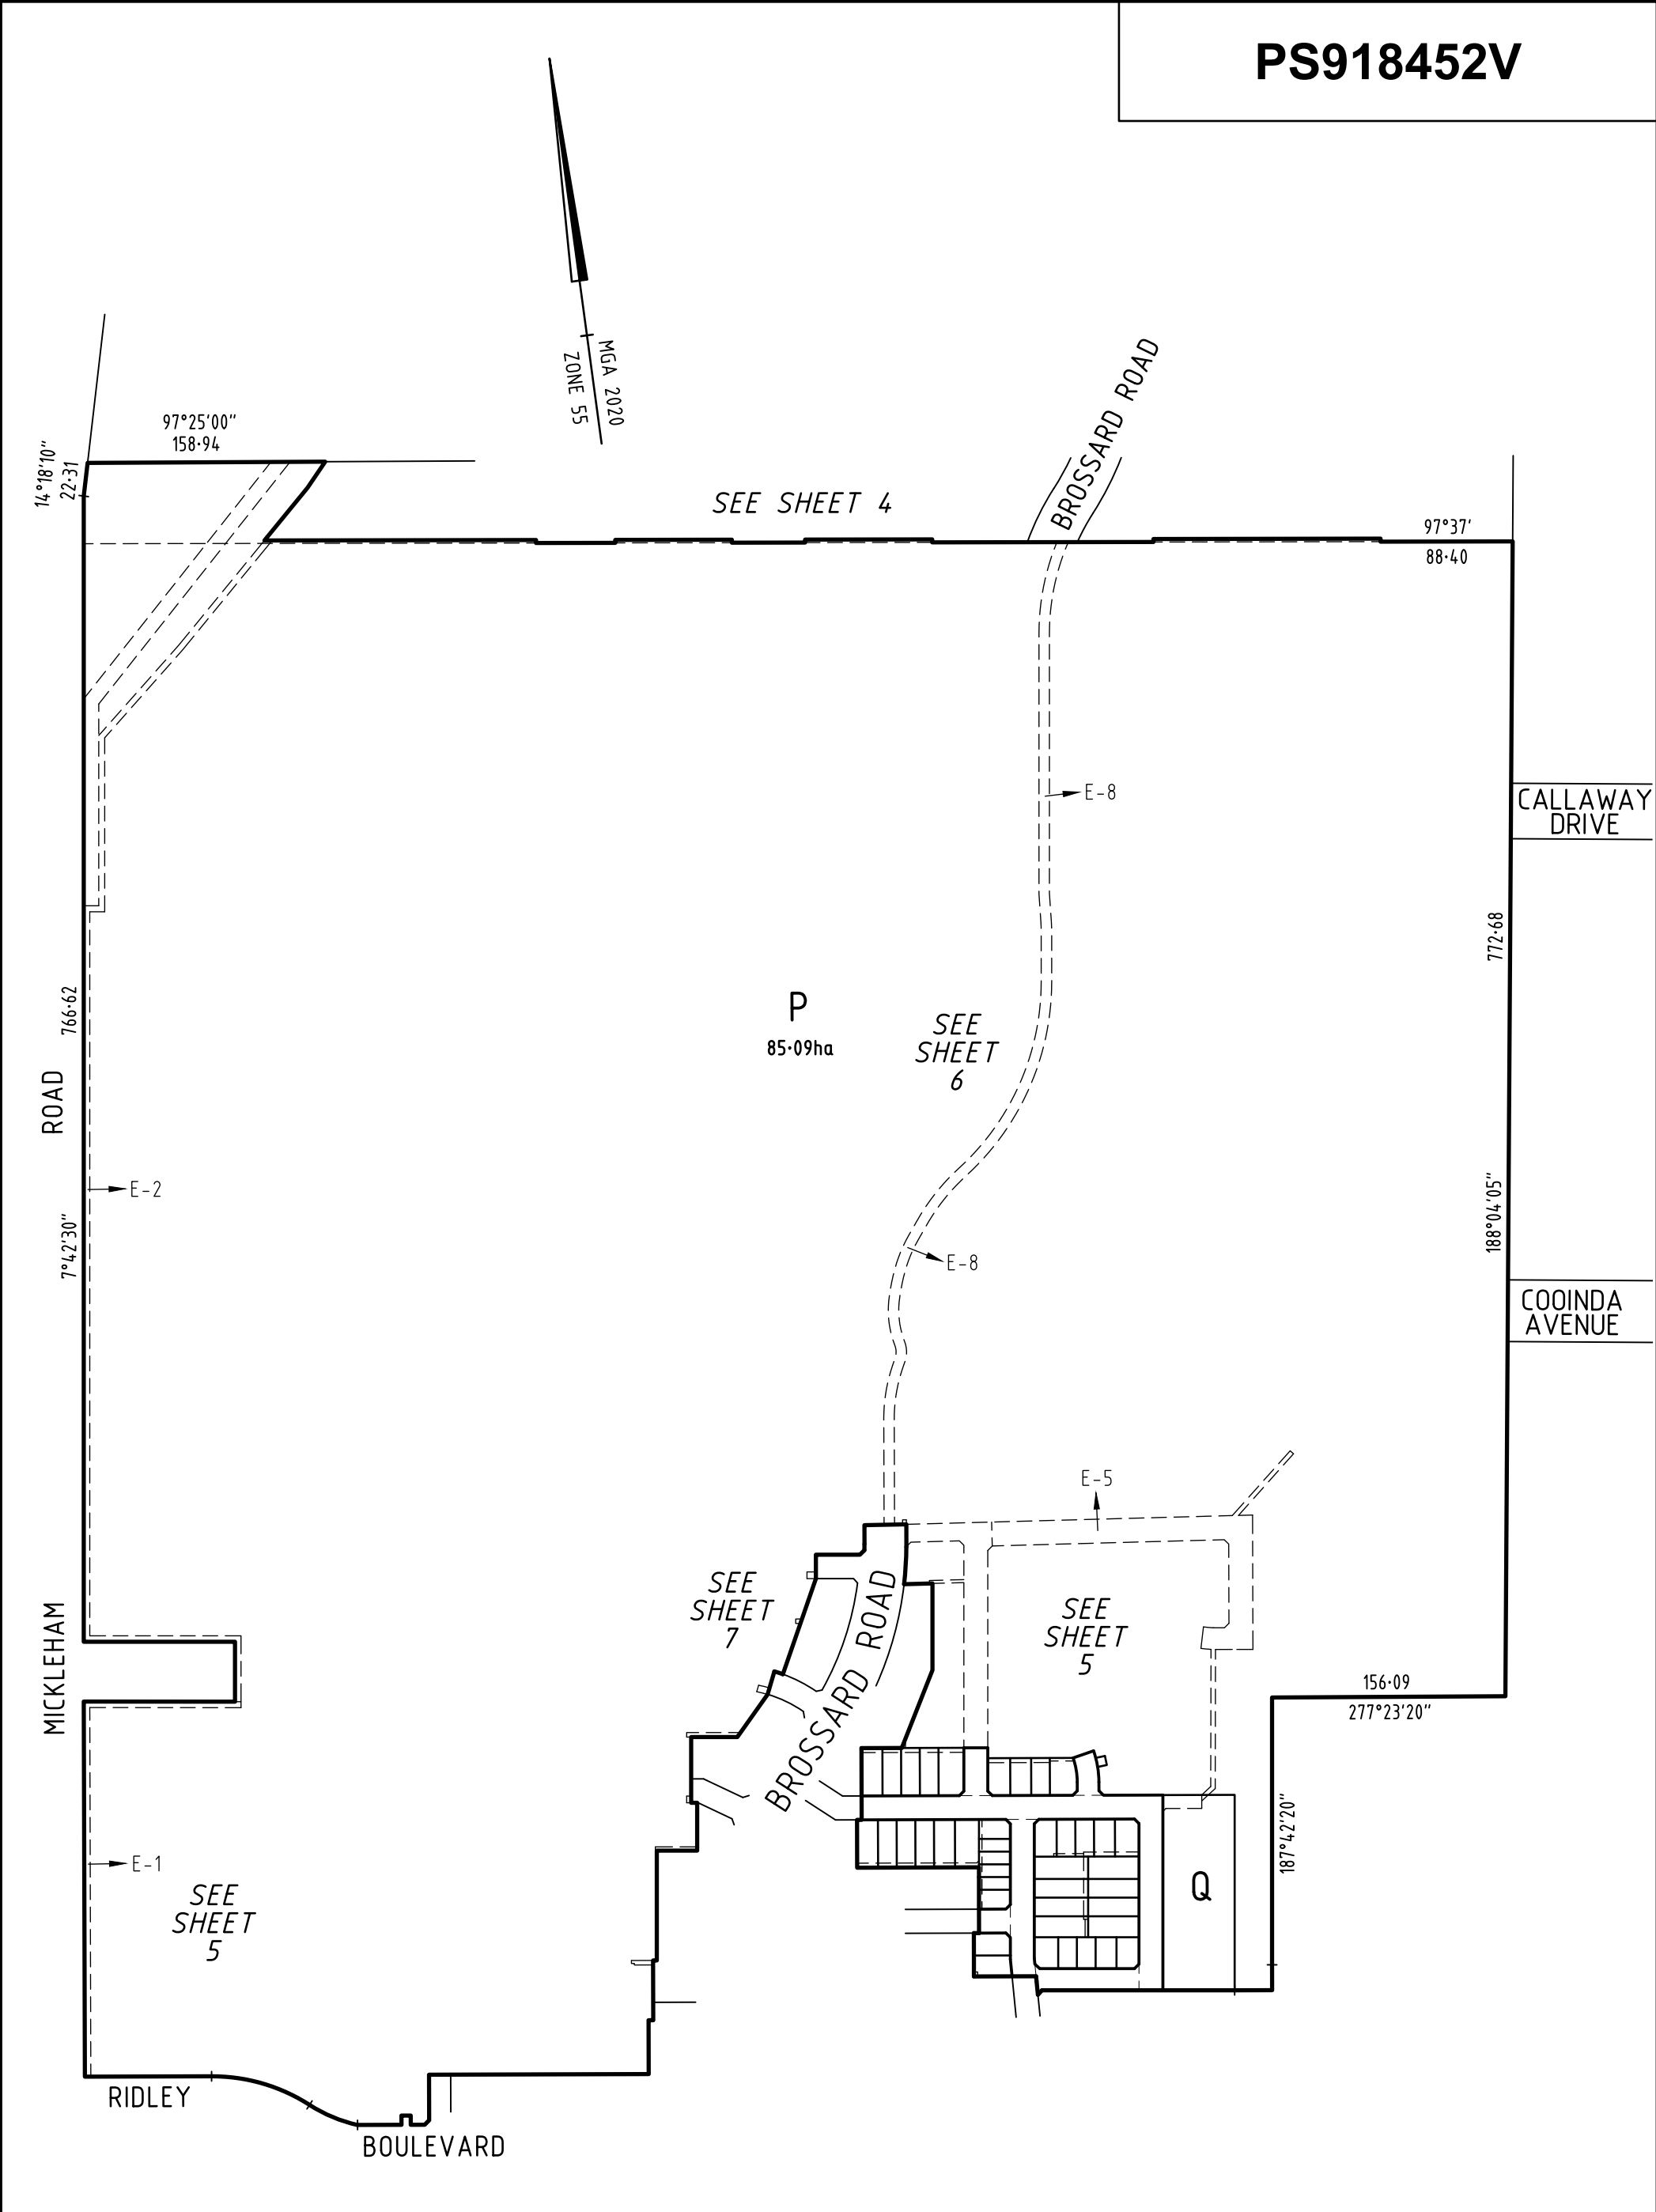 PS918452V
MGA 2020
ZONE 55
BROSSARD ROAD
97°25'00"
158·94
14°18'10"
22·31
SEE SHEET 4
97°37'
88·40
E-8
CALLAWAY
DRIVE
772·68
766·62
P
85·09ha
SEE
SHEET
6
ROAD
E-2
7°42'30"
188°04'05"
E-8
COOINDA
AVENUE
E-5
SEE
SHEET
7
BROSSARD ROAD
SEE
SHEET
5
MICKLEHAM
156·09
277°23'20"
187°42'20"
E-1
Q
SEE
SHEET
5
RIDLEY
BOULEVARD